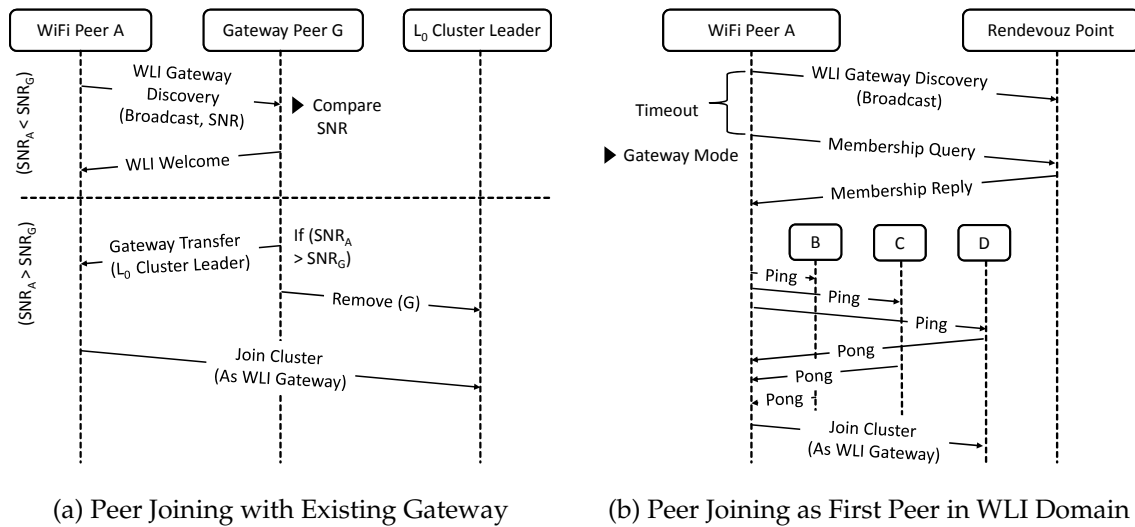 WiFi Peer A
Gateway Peer G
L0 Cluster Leader
(SNRA < SNRG)
WLI Gateway
Discovery
(Broadcast, SNR)
Compare
SNR
WLI Welcome
(SNRA > SNRG)
Gateway Transfer
(L0 Cluster Leader)
If (SNRA
> SNRG)
Remove (G)
Join Cluster
(As WLI Gateway)
(a) Peer Joining with Existing Gateway
WiFi Peer A
Rendevouz Point
WLI Gateway Discovery
(Broadcast)
Timeout
Gateway Mode
Membership Query
Membership Reply
B
C
D
Ping
Ping
Ping
Pong
Pong
Pong
Join Cluster
(As WLI Gateway)
(b) Peer Joining as First Peer in WLI Domain